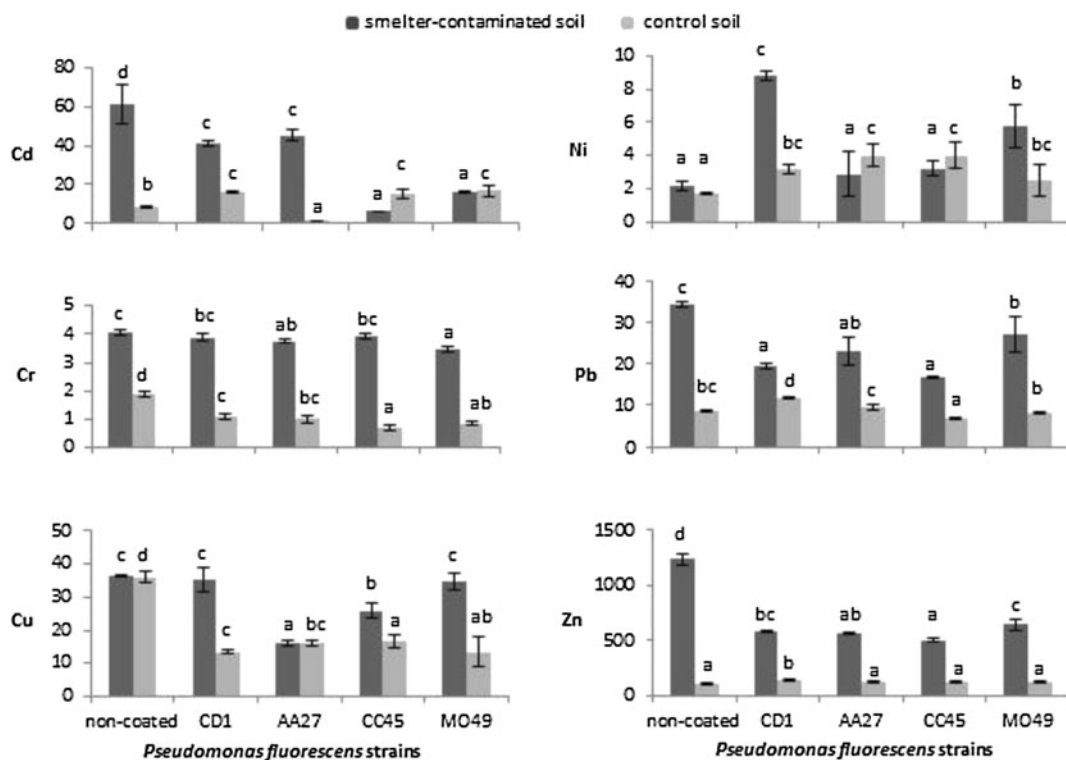 smelter-contaminated soil control soil
Cd
80
60
40
20
0
d
b
c
c
c
a
a
c
a
c
Ni
10
8
6
4
2
0
a
a
c
bc
a
c
a
c
b
bc
Cr
5
4
3
2
1
0
c
d
bc
c
ab
bc
bc
a
a
ab
Pb
40
30
20
10
0
c
bc
a
d
ab
c
a
a
b
b
Cu
50
40
30
20
10
0
c
d
c
c
a
bc
b
a
c
ab
non-coated CD1 AA27 CC45 MO49
Pseudomonas fluorescens strains
Zn
1500
1000
500
0
d
a
bc
b
ab
a
a
a
c
a
non-coated CD1 AA27 CC45 MO49
Pseudomonas fluorescens strains